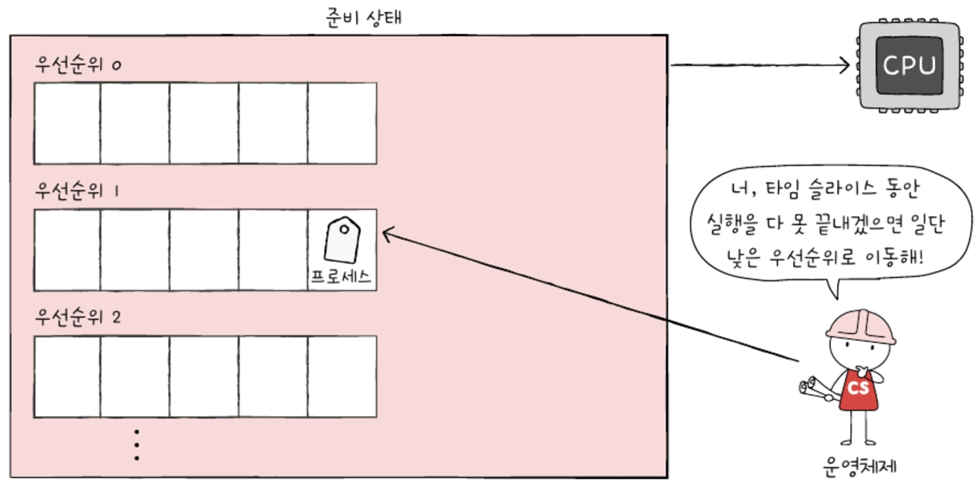 준비 상태
우선순위 0
CPU
우선순위 1
너, 타임 슬라이스 동안
실행을 다 못 끝내겠으면 일단
낮은 우선순위로 이동해!
프로세스
우선순위 2
CS
운영체제